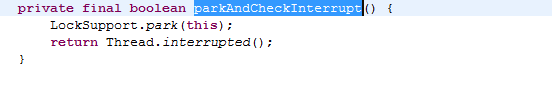 private final boolean parkAndCheckInterrupt() {
LockSupport.park(this);
return Thread.interrupted();
}